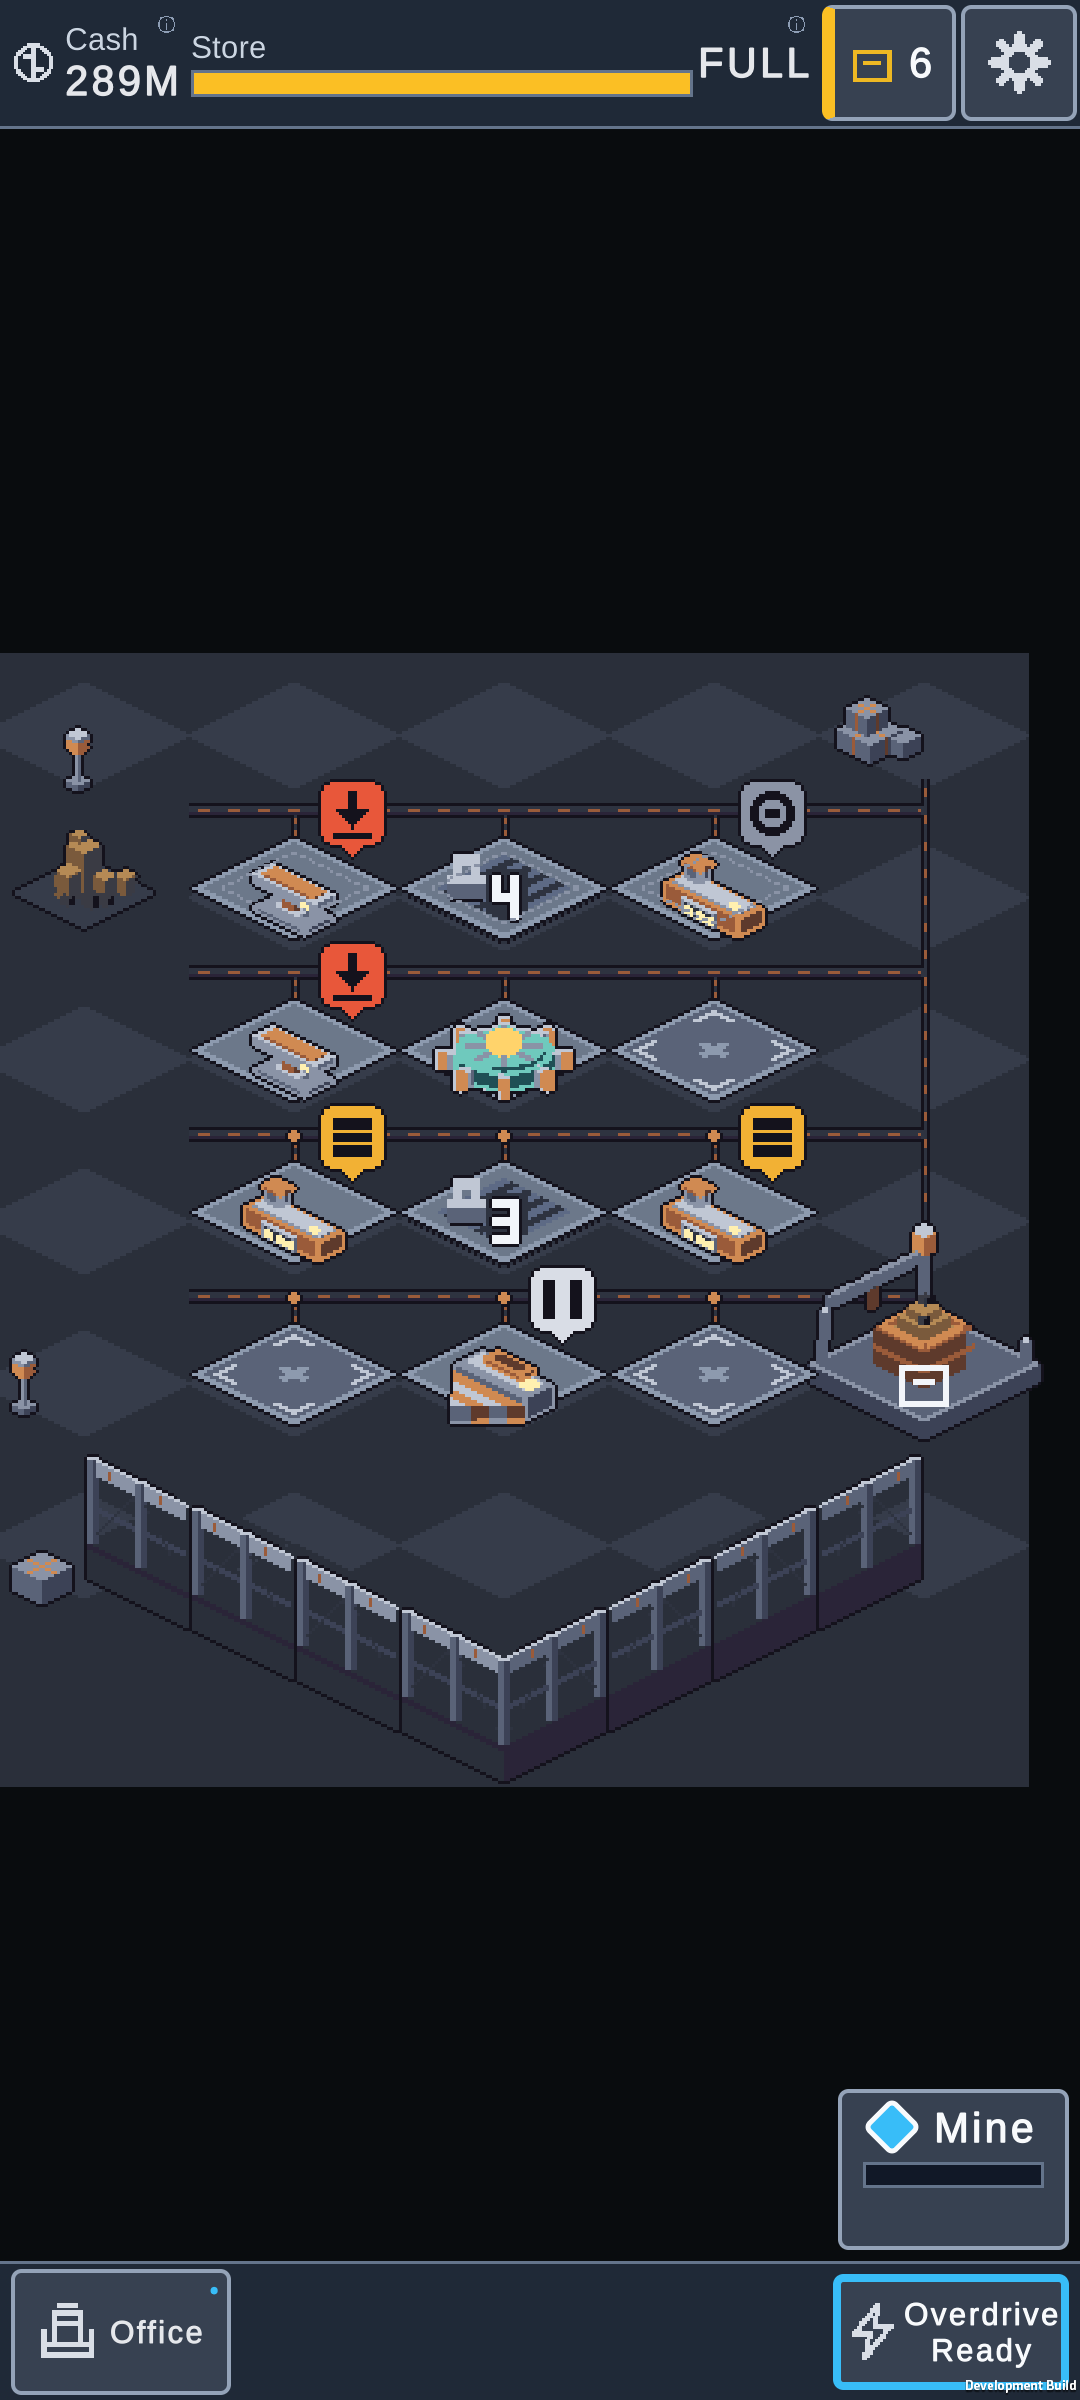 Cash
289M
Store
FULL
6
4
3
Mine
Office
Overdrive
Ready
Development Build